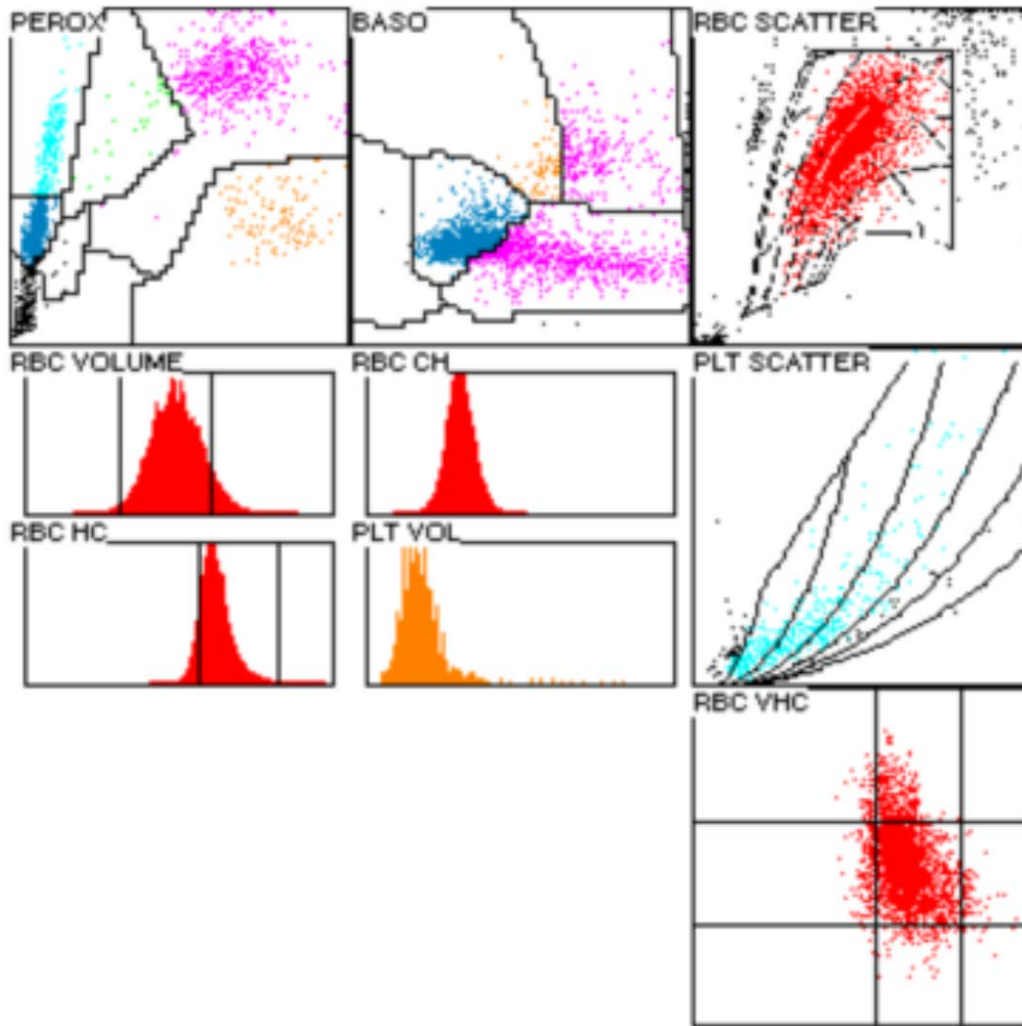 PEROX
BASO
RBC SCATTER
RBC VOLUME
RBC CH
PLT SCATTER
RBC HC
PLT VOL
RBC VHC